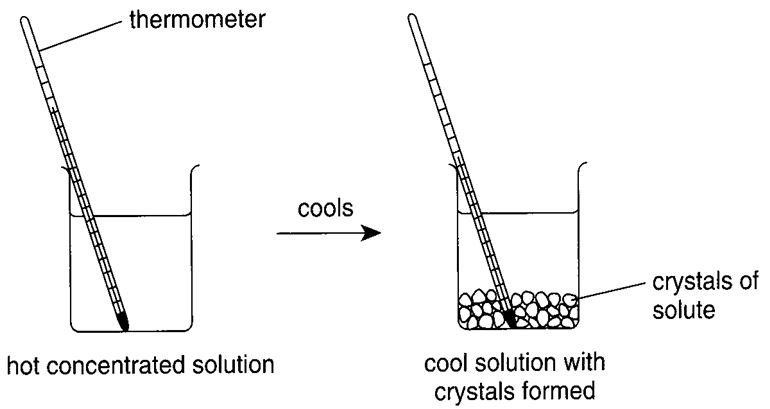 thermometer
cools
crystals of
solute
hot concentrated solution
cool solution with
crystals formed